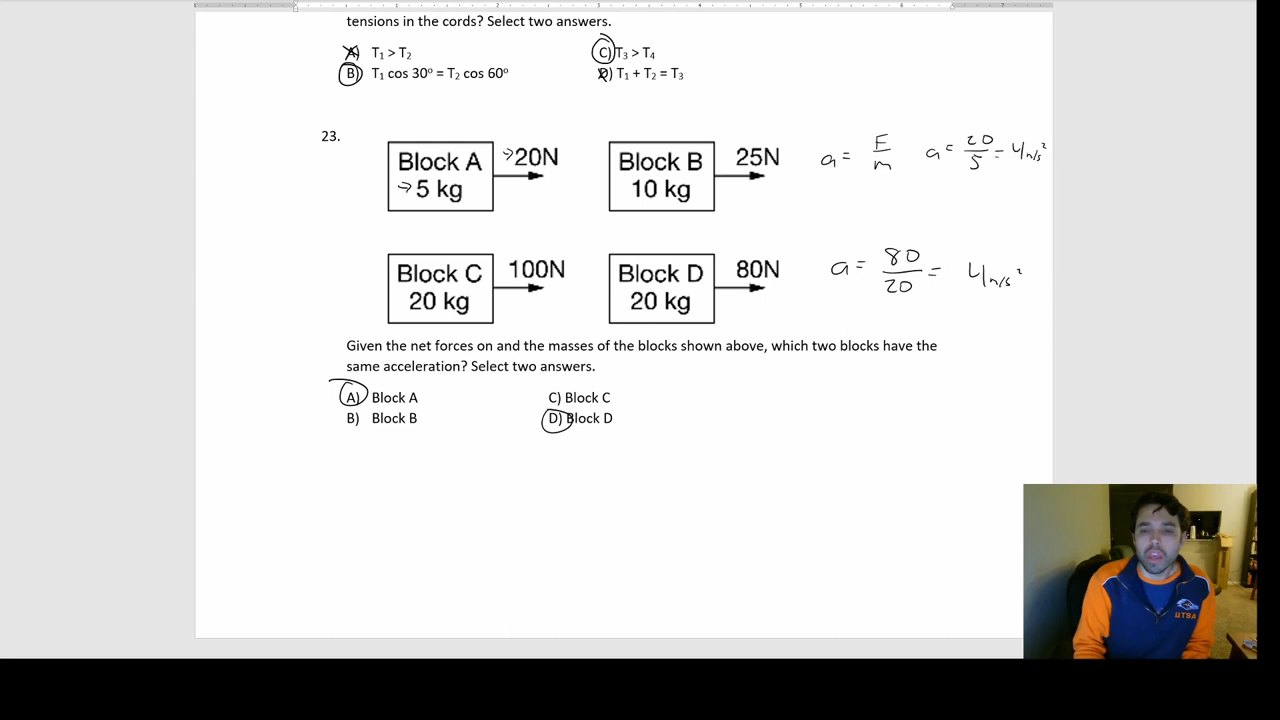 tensions in the cords? Select two answers.
A) T₁ > T₂
C) T₃ > T₄
B) T₁ cos 30° = T₂ cos 60°
D) T₁ + T₂ = T₃
23.
Block A
5 kg
20N
Block B
10 kg
25N
a = F/m
a = 20/5 = 4 m/s²
Block C
20 kg
100N
Block D
20 kg
80N
a = 80/20 = 4 m/s²
Given the net forces on and the masses of the blocks shown above, which two blocks have the
same acceleration? Select two answers.
A) Block A
C) Block C
B) Block B
D) Block D
UTSA